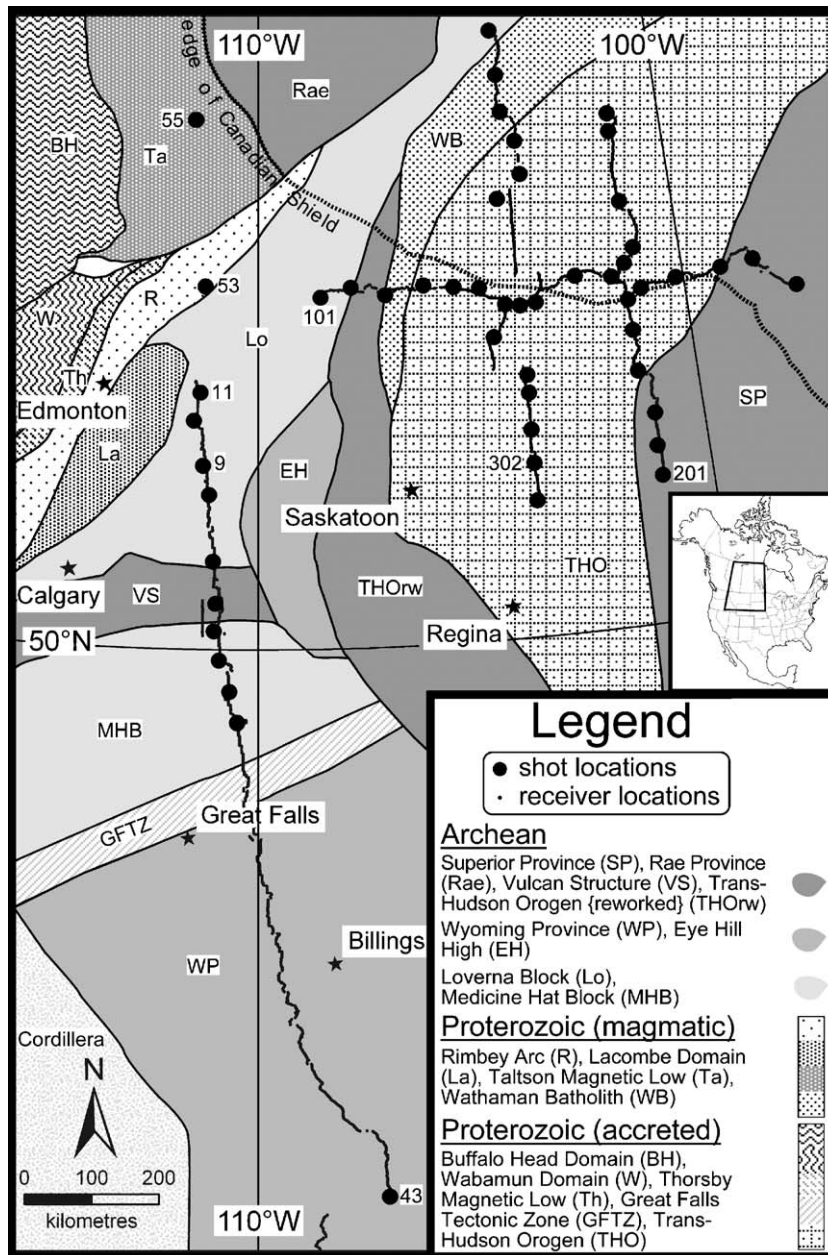 110°W
100°W
edge of Canadian Shield
Rae
55
BH
Ta
WB
53
R
101
Lo
W
Th
11
Edmonton
SP
La
9
EH
302
201
Saskatoon
Calgary
VS
THOrw
THO
Regina
50°N
MHB
GFTZ
Great Falls
WP
Billings
Cordillera
N
0 100 200
kilometres
110°W
43
Legend
shot locations
receiver locations
Archean
Superior Province (SP), Rae Province
(Rae), Vulcan Structure (VS), Trans-
Hudson Orogen {reworked} (THOrw)
Wyoming Province (WP), Eye Hill
High (EH)
Loverna Block (Lo),
Medicine Hat Block (MHB)
Proterozoic (magmatic)
Rimbey Arc (R), Lacombe Domain
(La), Taltson Magnetic Low (Ta),
Wathaman Batholith (WB)
Proterozoic (accreted)
Buffalo Head Domain (BH),
Wabamun Domain (W), Thorsby
Magnetic Low (Th), Great Falls
Tectonic Zone (GFTZ), Trans-
Hudson Orogen (THO)